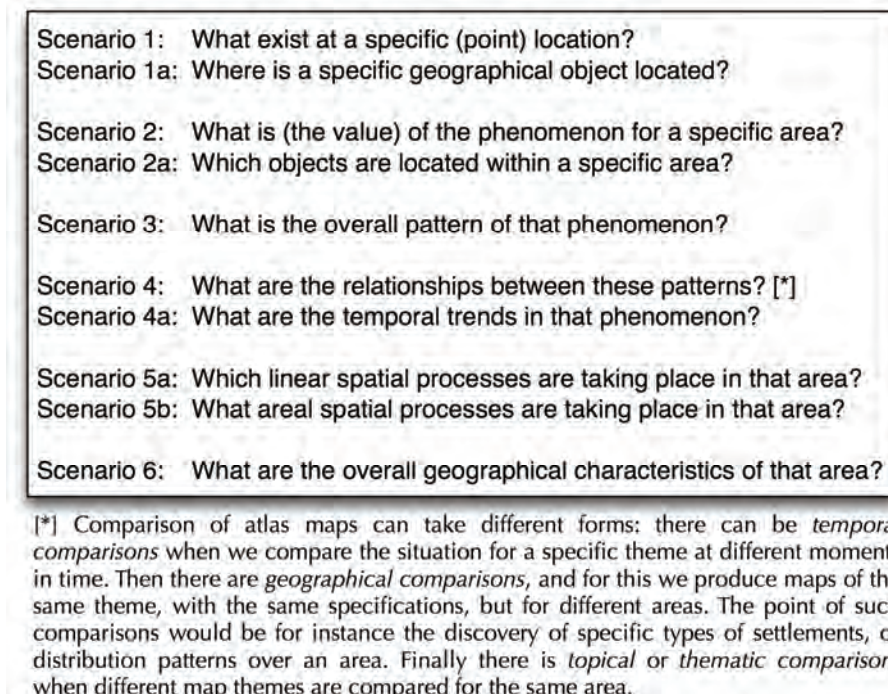 Scenario 1: What exist at a specific (point) location?
Scenario 1a: Where is a specific geographical object located?
Scenario 2: What is (the value) of the phenomenon for a specific area?
Scenario 2a: Which objects are located within a specific area?
Scenario 3: What is the overall pattern of that phenomenon?
Scenario 4: What are the relationships between these patterns? [*]
Scenario 4a: What are the temporal trends in that phenomenon?
Scenario 5a: Which linear spatial processes are taking place in that area?
Scenario 5b: What areal spatial processes are taking place in that area?
Scenario 6: What are the overall geographical characteristics of that area?
[*] Comparison of atlas maps can take different forms: there can be tempora
comparisons when we compare the situation for a specific theme at different moment
in time. Then there are geographical comparisons, and for this we produce maps of th
same theme, with the same specifications, but for different areas. The point of suc
comparisons would be for instance the discovery of specific types of settlements, o
distribution patterns over an area. Finally there is topical or thematic comparison
when different map themes are compared for the same area.